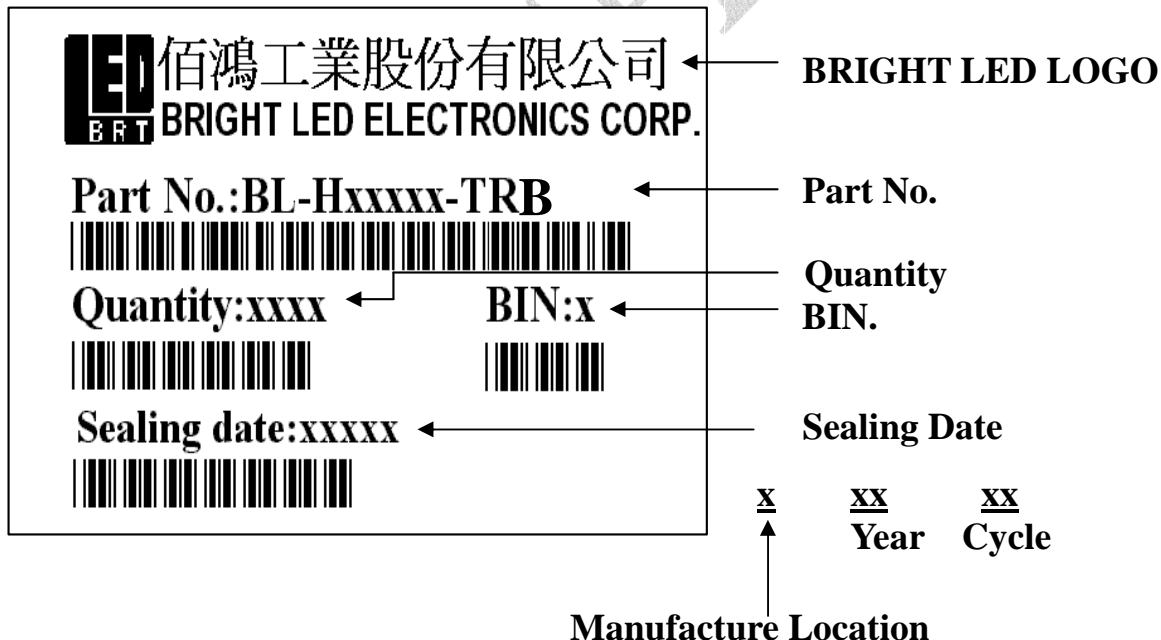 LED 佰鴻工業股份有限公司 BRIGHT LED LOGO
BRT BRIGHT LED ELECTRONICS CORP.
Part No.:BL-Hxxxxx-TRB Part No.
Quantity
Quantity:xxxx BIN:x BIN.
Sealing date:xxxxx Sealing Date
x xx xx
Year Cycle
Manufacture Location